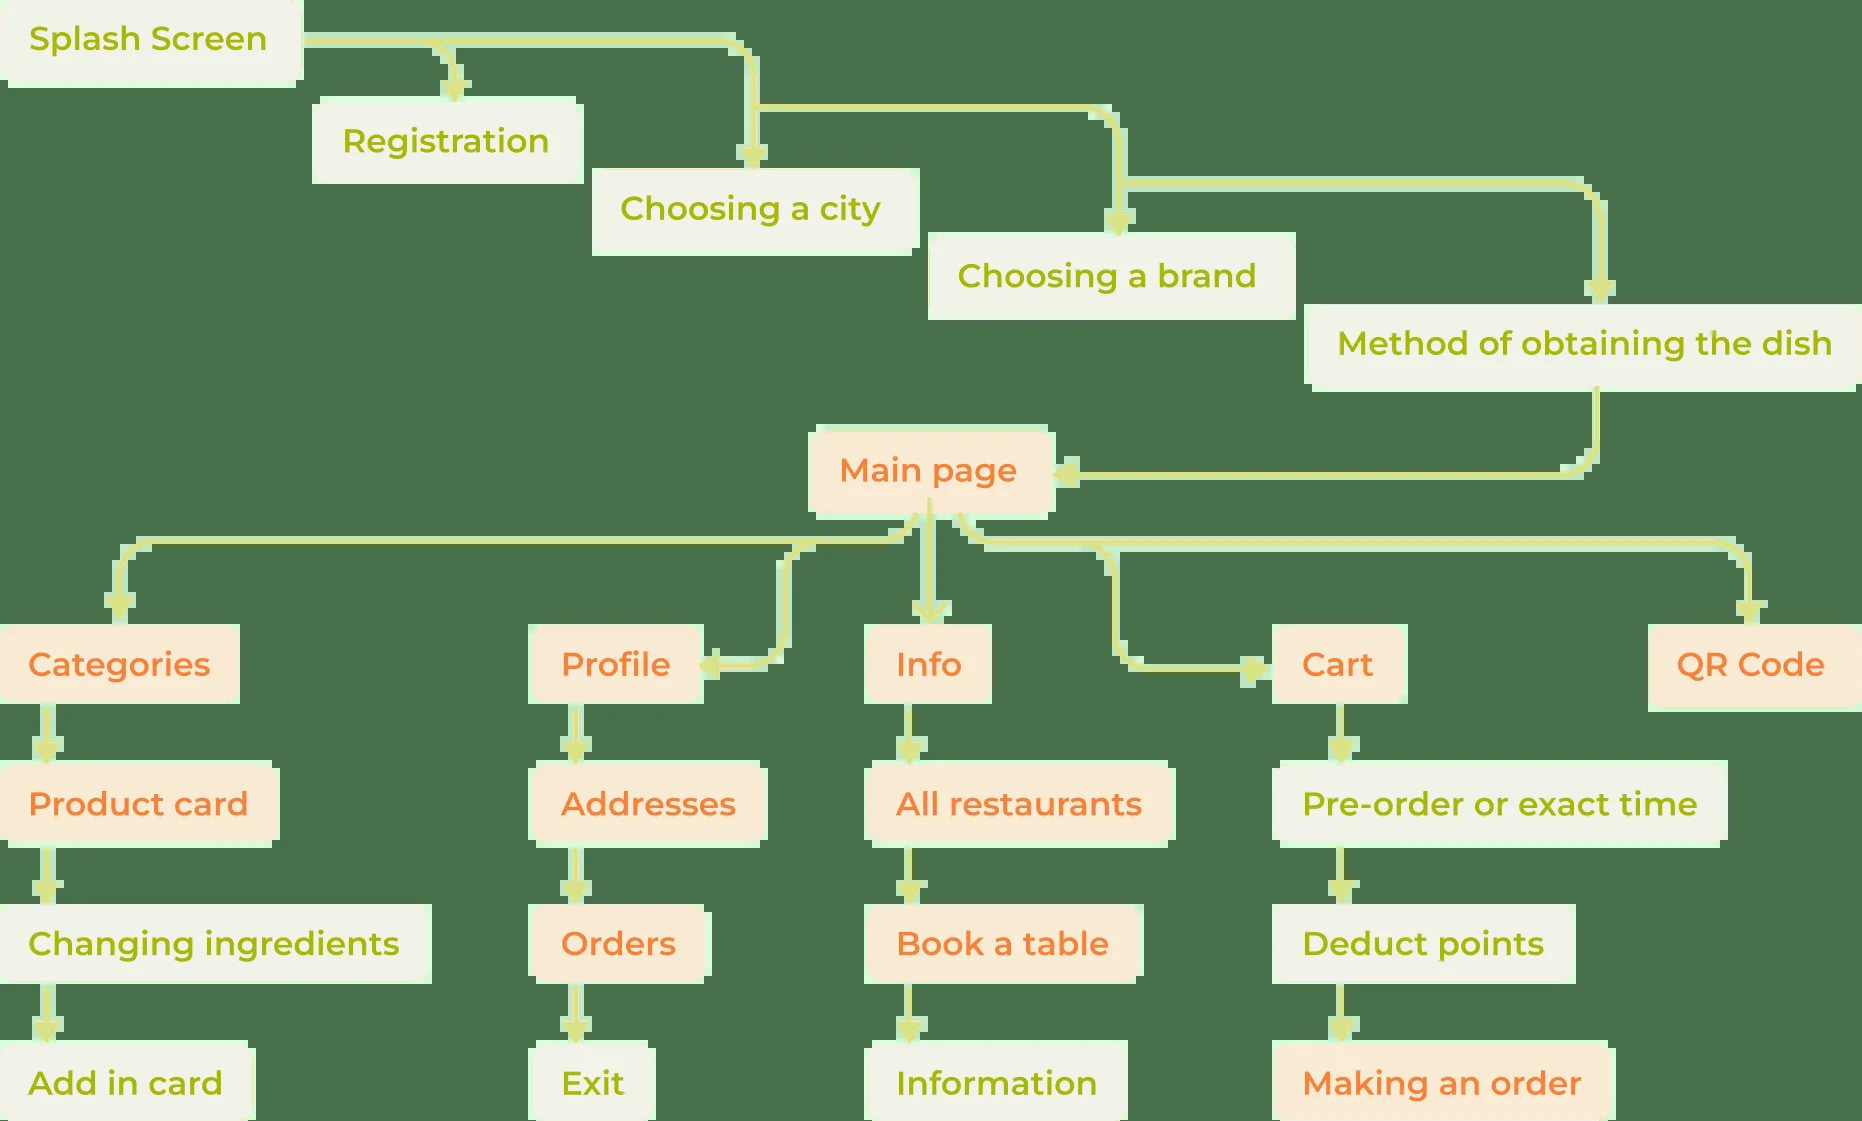 Splash Screen
Registration
Choosing a city
Choosing a brand
Method of obtaining the dish
Main page
Categories
Profile
Info
Cart
QR Code
Product card
Addresses
All restaurants
Pre-order or exact time
Changing ingredients
Orders
Book a table
Deduct points
Add in card
Exit
Information
Making an order